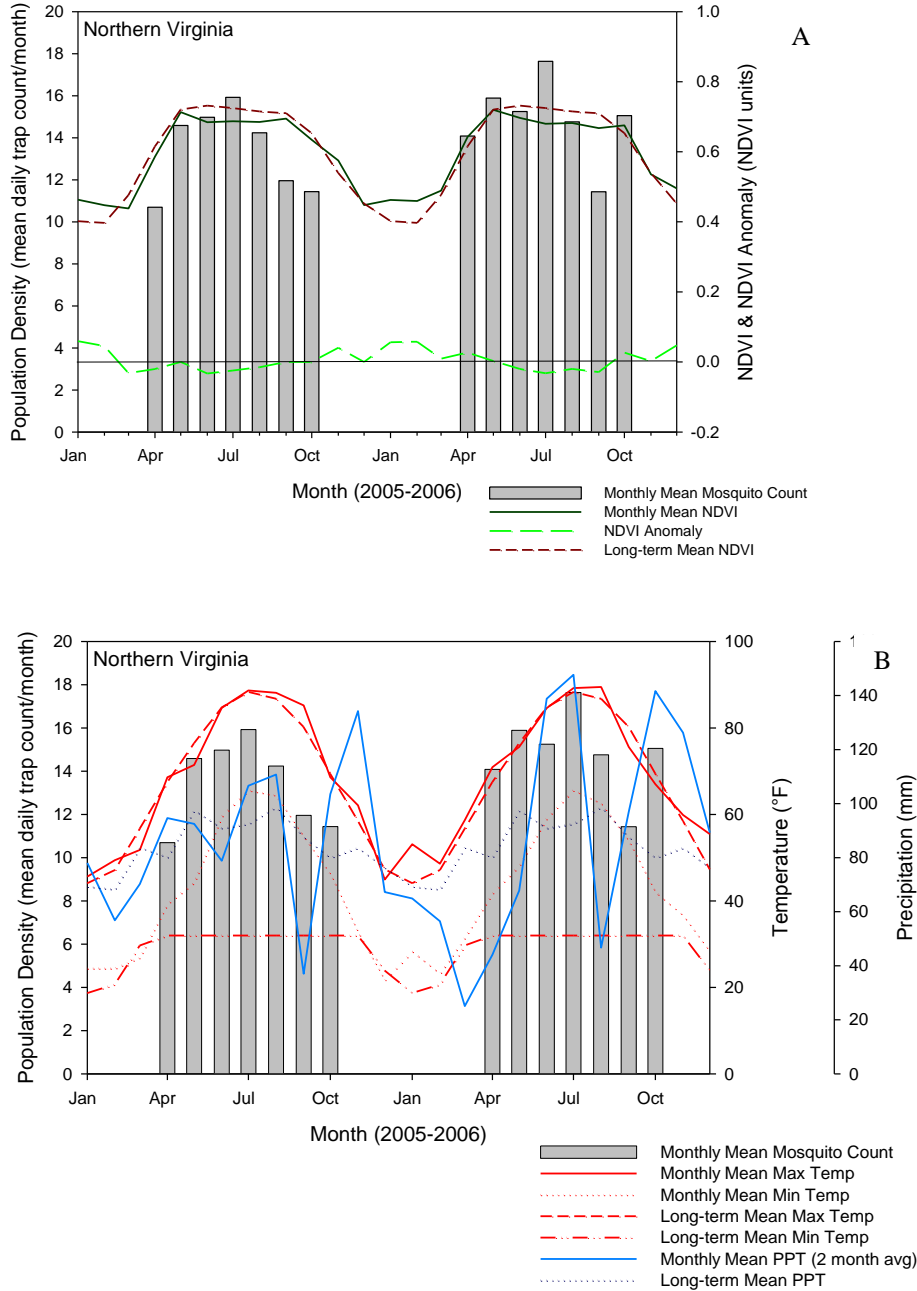 Northern Virginia
A
Population Density (mean daily trap count/month)
20
18
16
14
12
10
8
6
4
2
0
1.0
0.8
0.6
0.4
0.2
0.0
-0.2
NDVI & NDVI Anomaly (NDVI units)
Jan Apr Jul Oct Jan Apr Jul Oct
Month (2005-2006)
Monthly Mean Mosquito Count
Monthly Mean NDVI
NDVI Anomaly
Long-term Mean NDVI
Northern Virginia
B
Population Density (mean daily trap count/month)
20
18
16
14
12
10
8
6
4
2
0
100
80
60
40
20
0
Temperature (°F)
1
140
120
100
80
60
40
20
0
Precipitation (mm)
Jan Apr Jul Oct Jan Apr Jul Oct
Month (2005-2006)
Monthly Mean Mosquito Count
Monthly Mean Max Temp
Monthly Mean Min Temp
Long-term Mean Max Temp
Long-term Mean Min Temp
Monthly Mean PPT (2 month avg)
Long-term Mean PPT